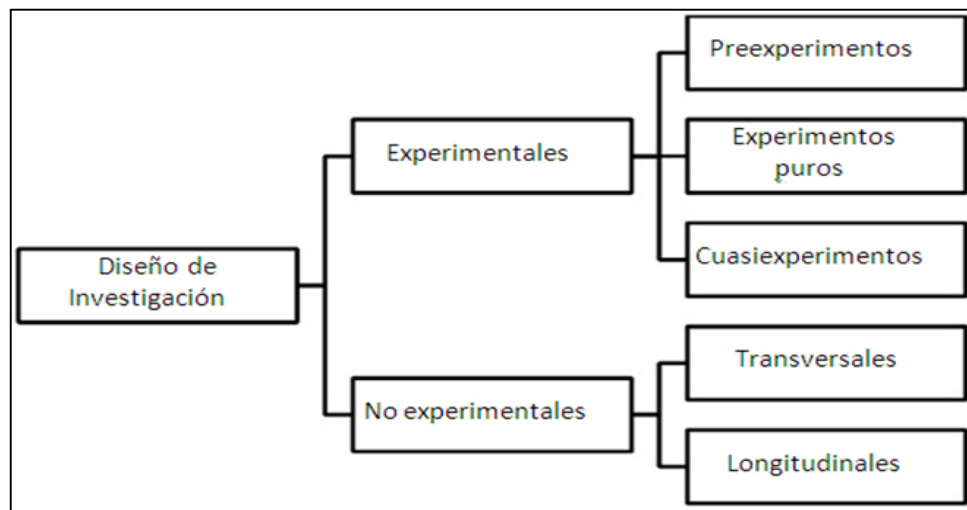 Diseño de
Investigación
Experimentales
Preexperimentos
Experimentos
puros
Cuasiexperimentos
No experimentales
Transversales
Longitudinales